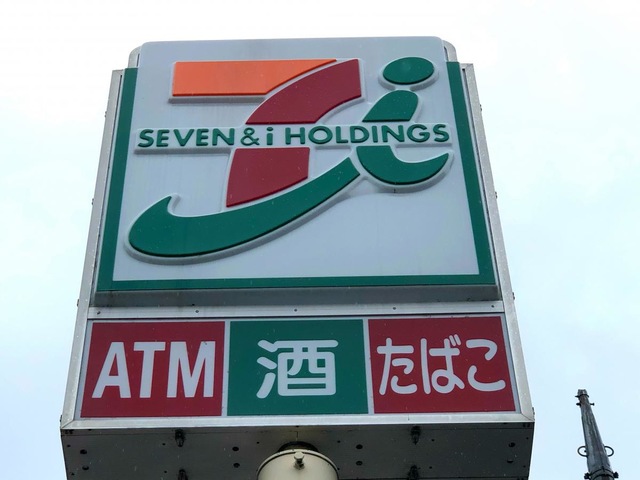 SEVEN & i HOLDINGS
ATM 酒 たばこ